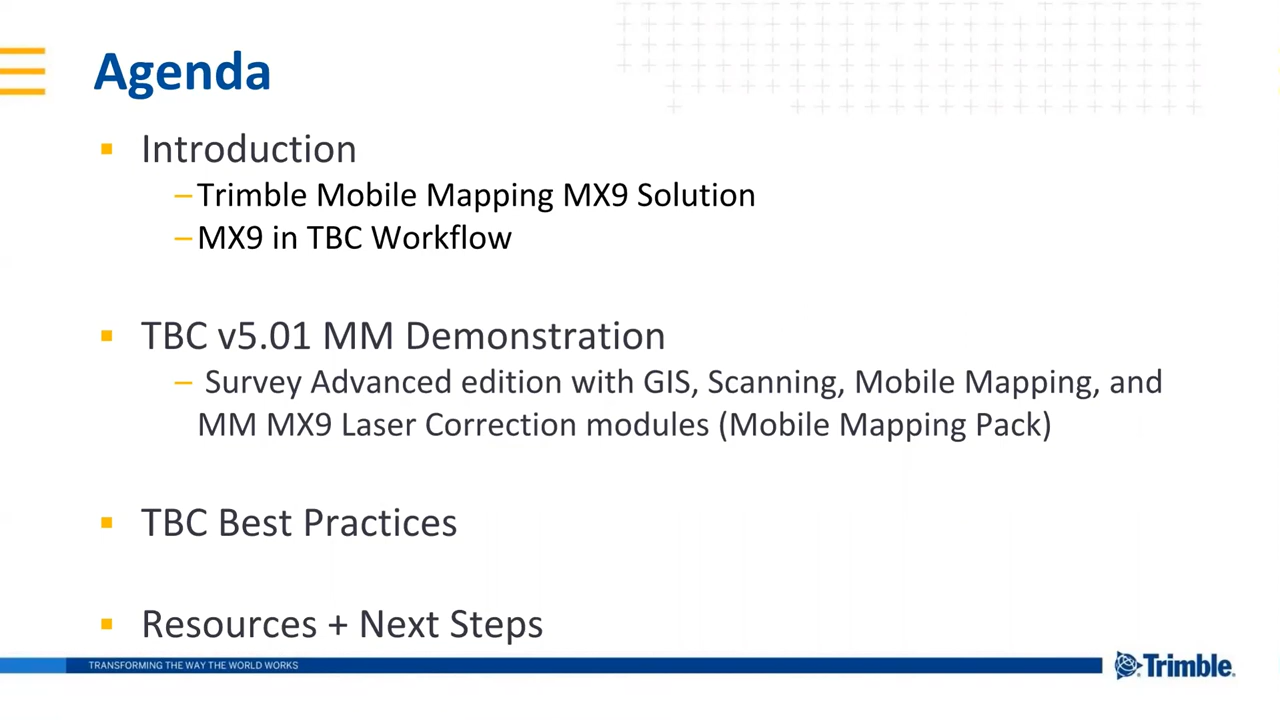 Agenda
▪ Introduction
–Trimble Mobile Mapping MX9 Solution
–MX9 in TBC Workflow
▪ TBC v5.01 MM Demonstration
– Survey Advanced edition with GIS, Scanning, Mobile Mapping, and
MM MX9 Laser Correction modules (Mobile Mapping Pack)
▪ TBC Best Practices
▪ Resources + Next Steps
TRANSFORMING THE WAY THE WORLD WORKS
Trimble.